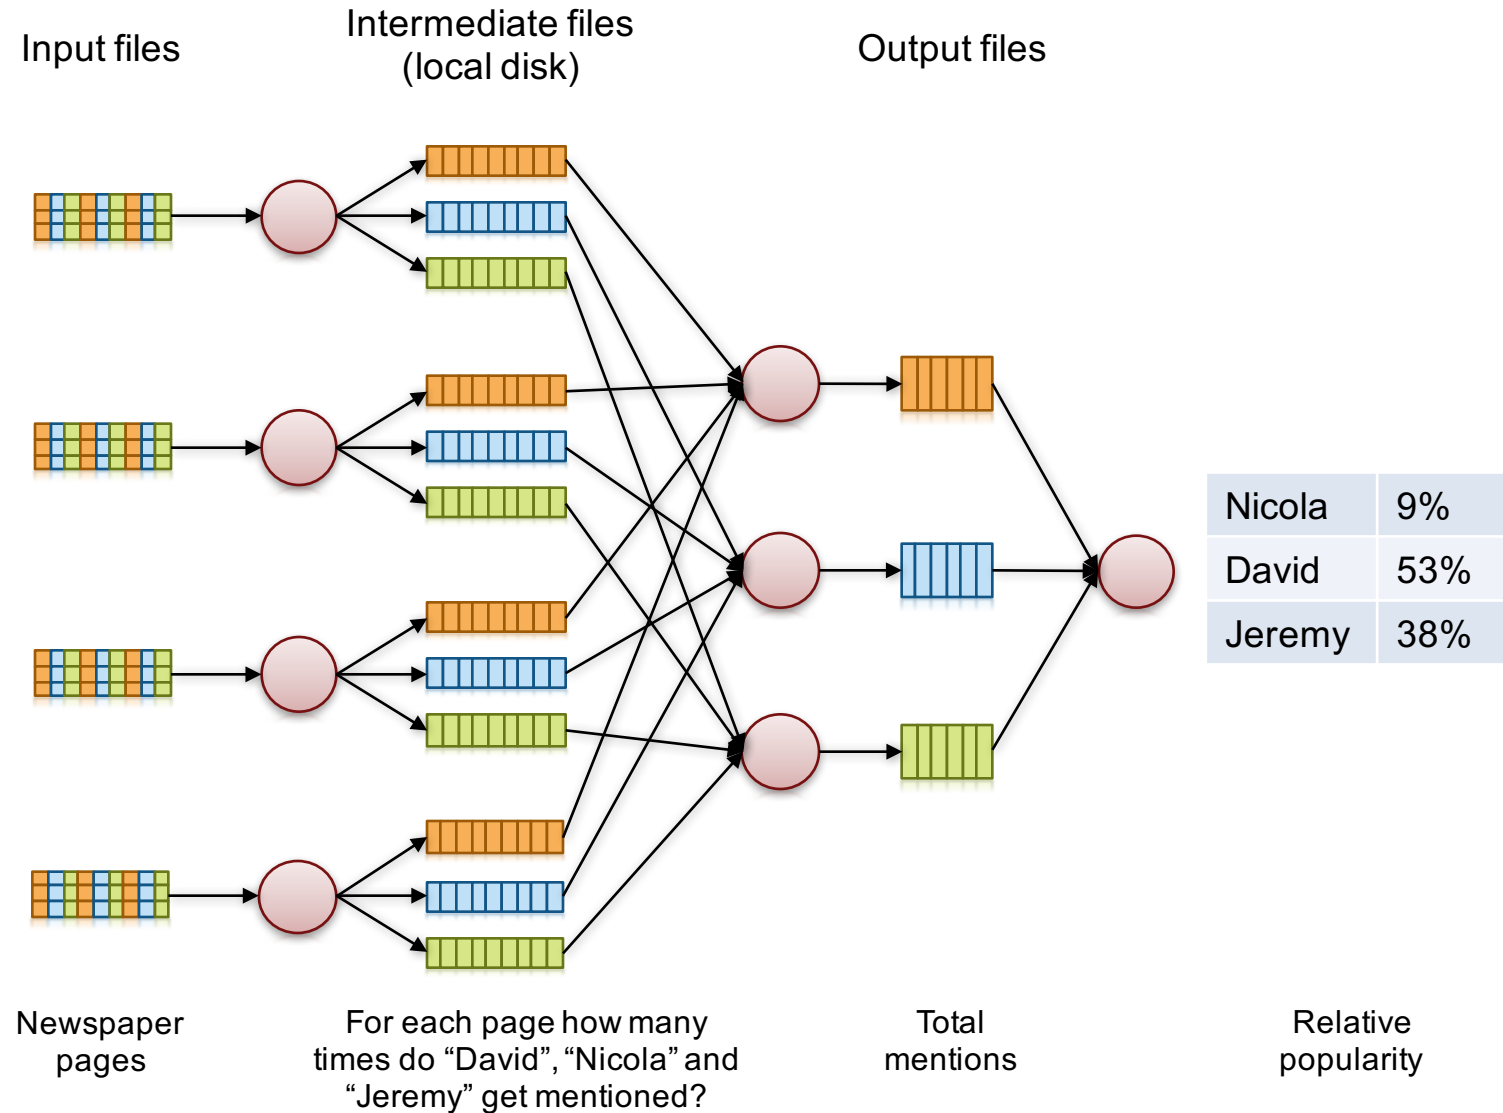 Input files
Intermediate files
(local disk)
Output files
Nicola 9%
David 53%
Jeremy 38%
Newspaper
pages
For each page how many
times do “David”, “Nicola” and
“Jeremy” get mentioned?
Total
mentions
Relative
popularity